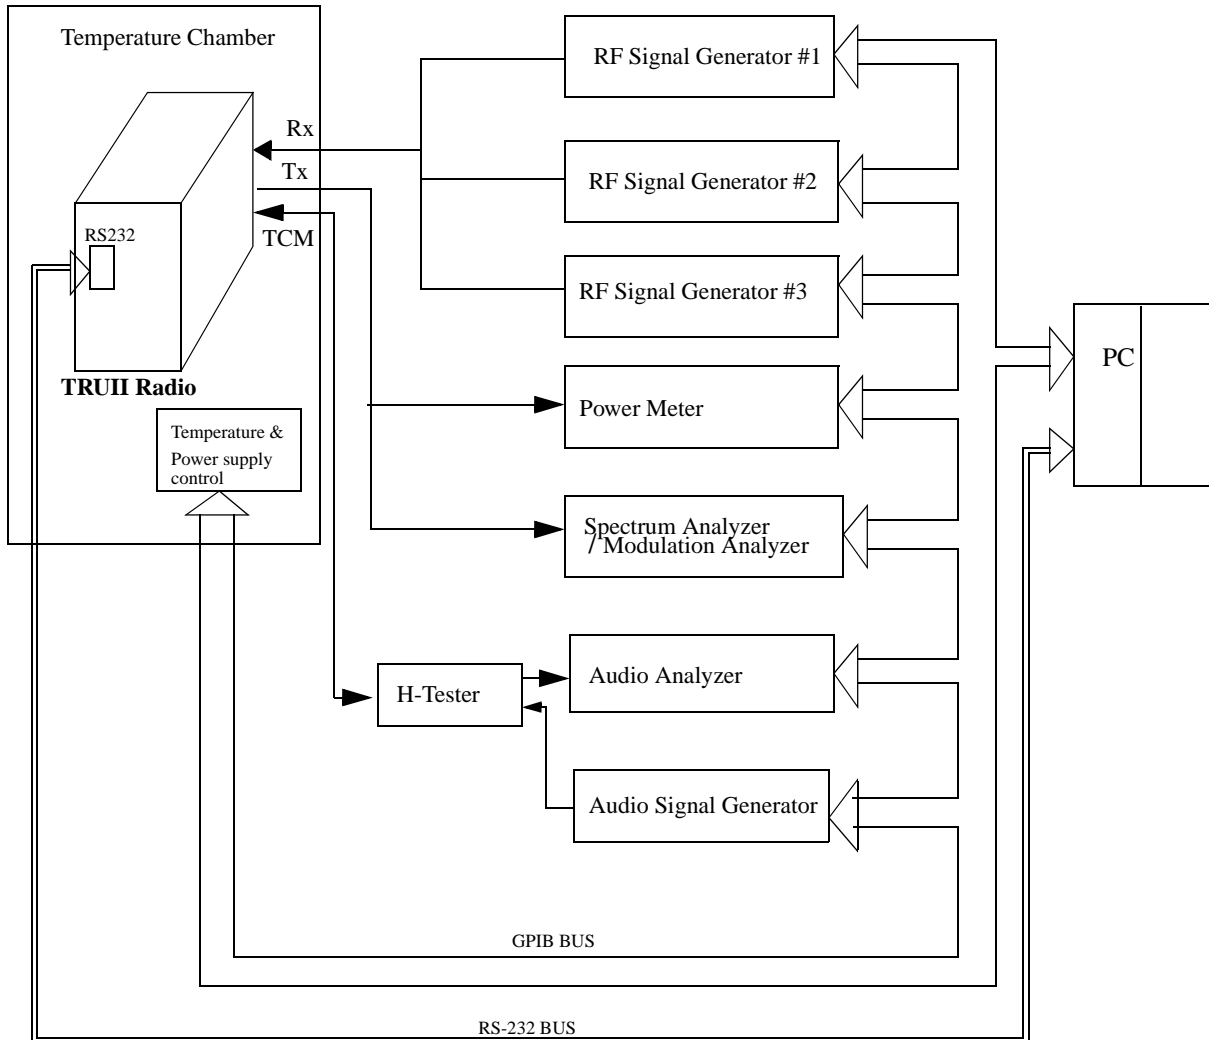 Temperature Chamber
RF Signal Generator #1
Rx
Tx
RF Signal Generator #2
RS232
TCM
RF Signal Generator #3
PC
TRUII Radio
Power Meter
Temperature &
Power supply
control
Spectrum Analyzer
/ Modulation Analyzer
H-Tester
Audio Analyzer
Audio Signal Generator
GPIB BUS
RS-232 BUS